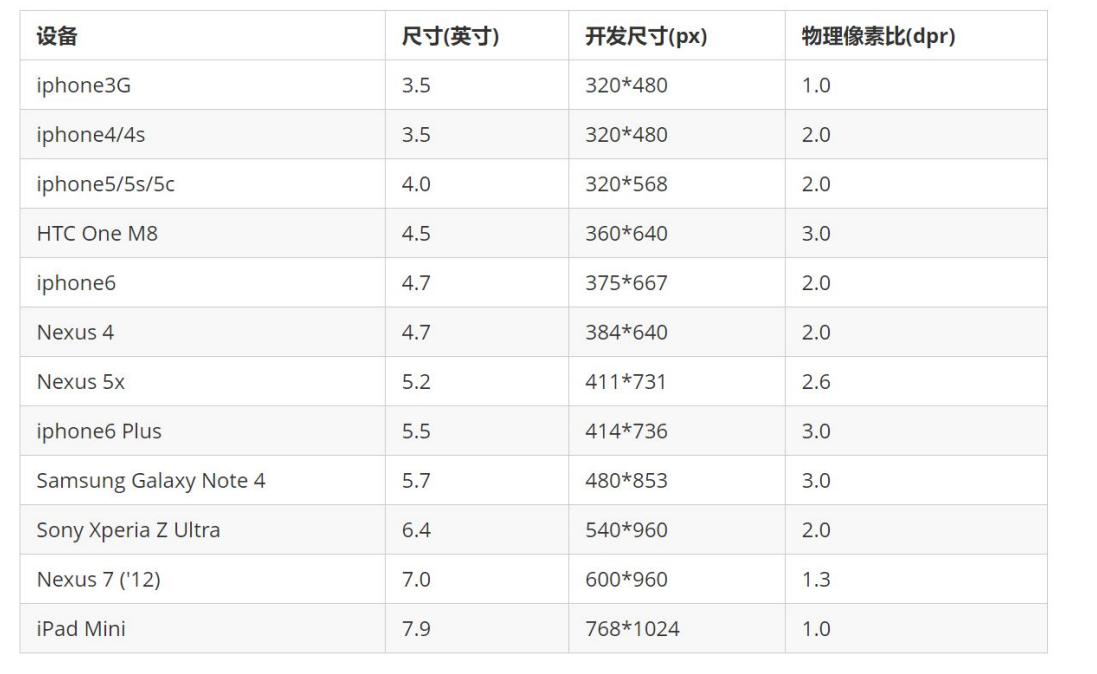 设备 尺寸(英寸) 开发尺寸(px) 物理像素比(dpr)
iphone3G 3.5 320*480 1.0
iphone4/4s 3.5 320*480 2.0
iphone5/5s/5c 4.0 320*568 2.0
HTC One M8 4.5 360*640 3.0
iphone6 4.7 375*667 2.0
Nexus 4 4.7 384*640 2.0
Nexus 5x 5.2 411*731 2.6
iphone6 Plus 5.5 414*736 3.0
Samsung Galaxy Note 4 5.7 480*853 3.0
Sony Xperia Z Ultra 6.4 540*960 2.0
Nexus 7 ('12) 7.0 600*960 1.3
iPad Mini 7.9 768*1024 1.0